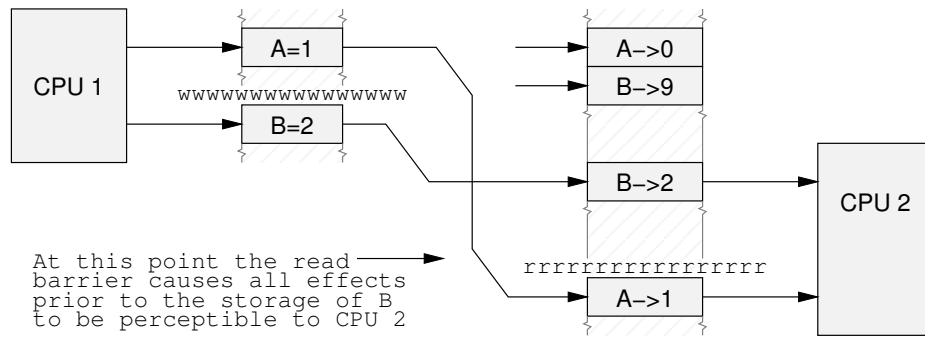 A=1
A->0
CPU 1
B->9
wwwwwwwwwwwwwwww
B=2
B->2
CPU 2
At this point the read
barrier causes all effects
prior to the storage of B
to be perceptible to CPU 2
rrrrrrrrrrrrrrrrr
A->1